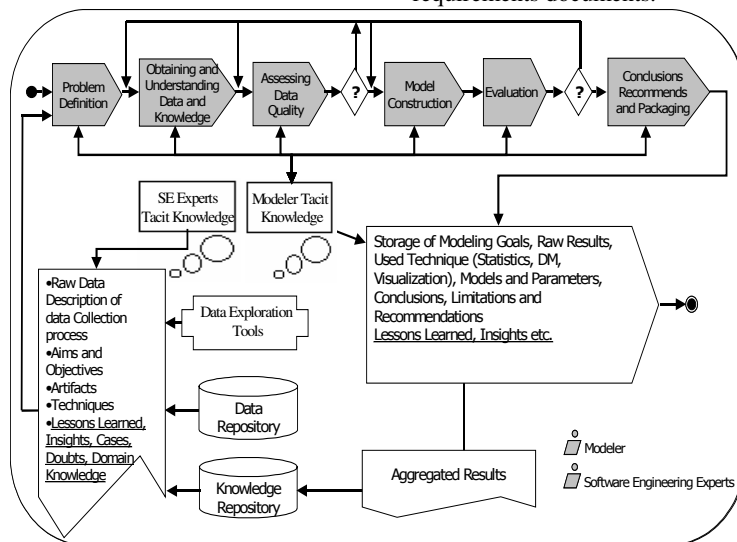 requirements documents.
Problem
Definition
Obtaining and
Understanding
Data and
Knowledge
Assessing
Data
Quality
?
Model
Construction
Evaluation
?
Conclusions
Recommends
and Packaging
SE Experts
Tacit Knowledge
Modeler Tacit
Knowledge
Storage of Modeling Goals, Raw Results,
Used Technique (Statistics, DM,
Visualization), Models and Parameters,
Conclusions, Limitations and
Recommendations
Lessons Learned, Insights etc.
•Raw Data
Description of
data Collection
process
•Aims and
Objectives
•Artifacts
•Techniques
•Lessons Learned,
Insights, Cases,
Doubts, Domain
Knowledge
Data Exploration
Tools
Data
Repository
Knowledge
Repository
Aggregated Results
Modeler
Software Engineering Experts